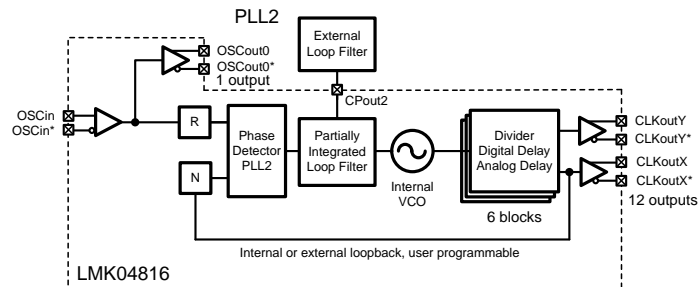 PLL2
OSCout0
OSCout0*
1 output
External
Loop Filter
CPout2
OSCin
OSCin*
R
N
Phase
Detector
PLL2
Partially
Integrated
Loop Filter
Internal
VCO
Divider
Digital Delay
Analog Delay
6 blocks
CLKoutY
CLKoutY*
CLKoutX
CLKoutX*
12 outputs
Internal or external loopback, user programmable
LMK04816